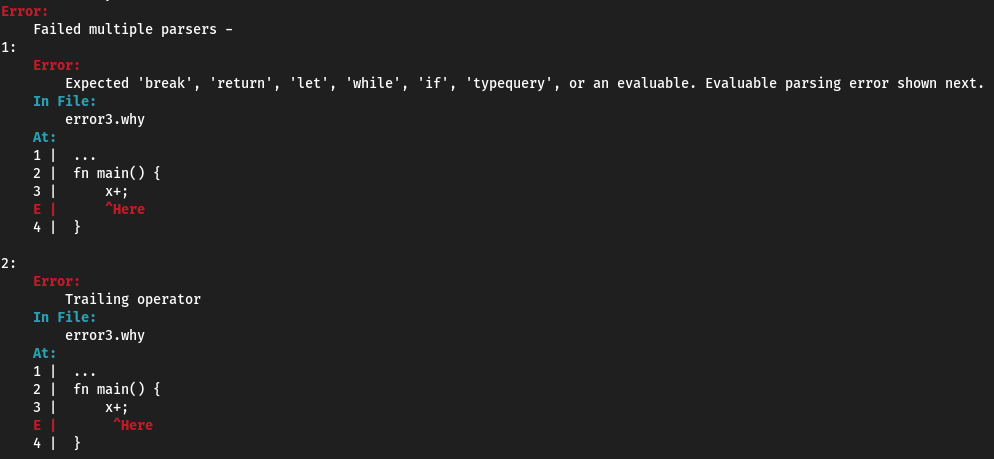 Error:
Failed multiple parsers -
1:
Error:
Expected 'break', 'return', 'let', 'while', 'if', 'typequery', or an evaluable. Evaluable parsing error shown next.
In File:
error3.why
At:
1 |  ...
2 |  fn main() {
3 |      x+;
E |      ^Here
4 |  }
2:
Error:
Trailing operator
In File:
error3.why
At:
1 |  ...
2 |  fn main() {
3 |      x+;
E |       ^Here
4 |  }